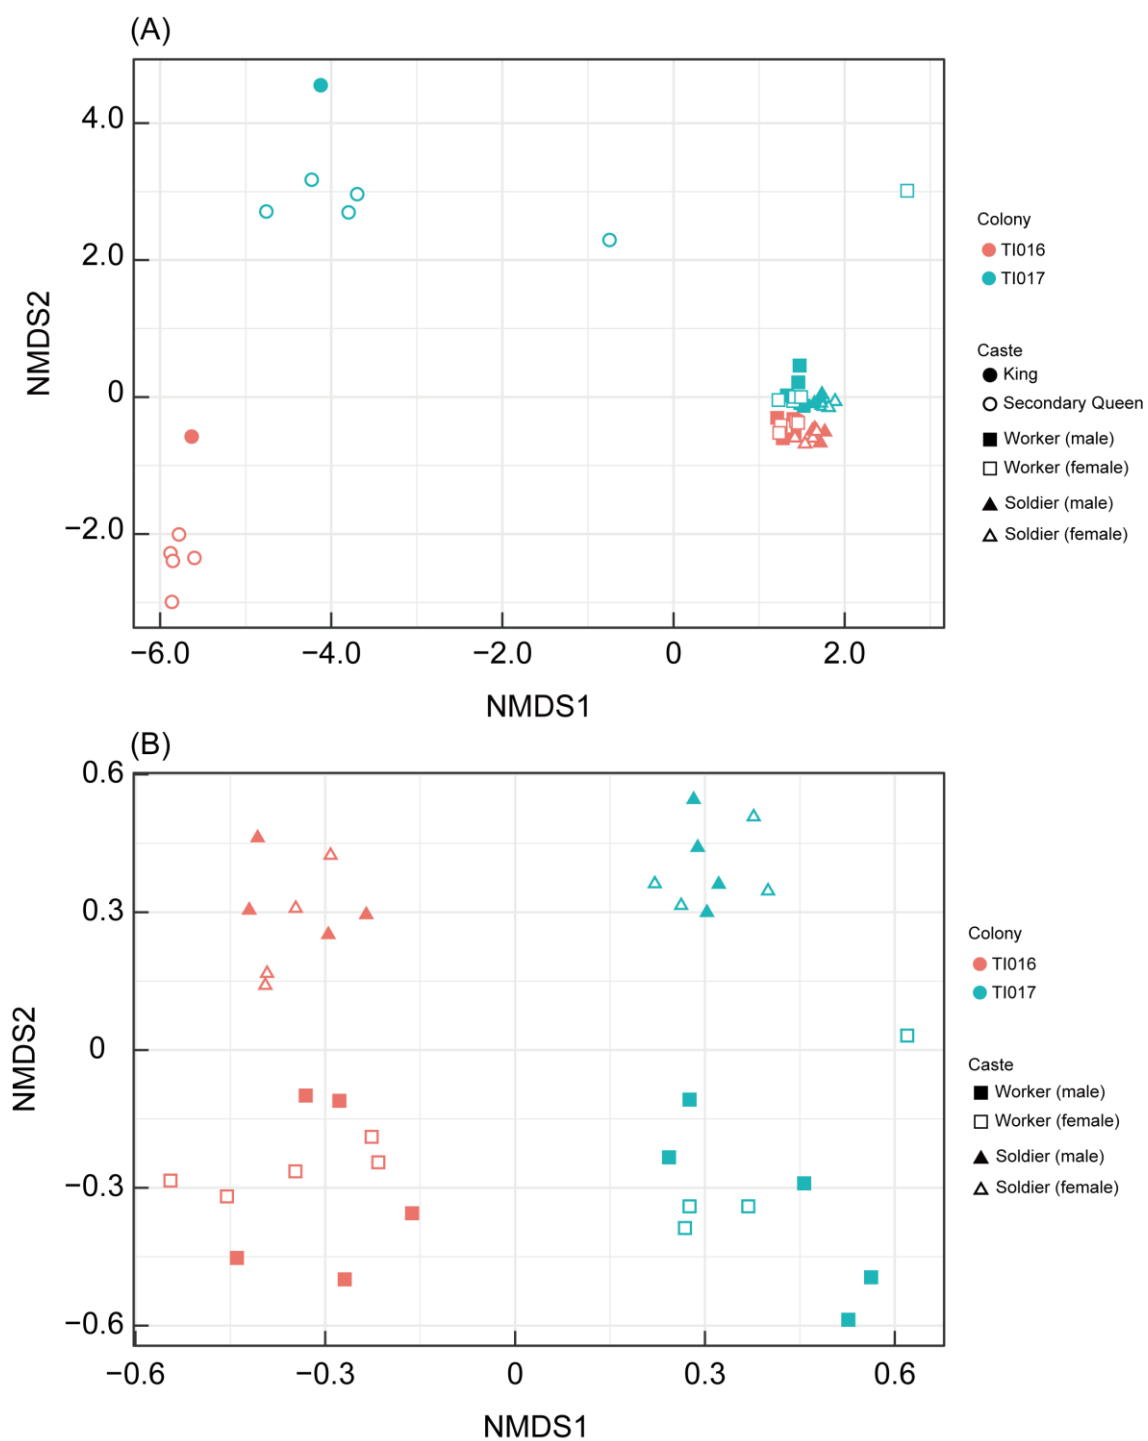 (A)
4.0
2.0
0
−2.0
NMDS2
−6.0 −4.0 −2.0 0 2.0
NMDS1
Colony
TI016
TI017
Caste
King
Secondary Queen
Worker (male)
Worker (female)
Soldier (male)
Soldier (female)
(B)
0.6
0.3
0
−0.3
−0.6
NMDS2
−0.6 −0.3 0 0.3 0.6
NMDS1
Colony
TI016
TI017
Caste
Worker (male)
Worker (female)
Soldier (male)
Soldier (female)